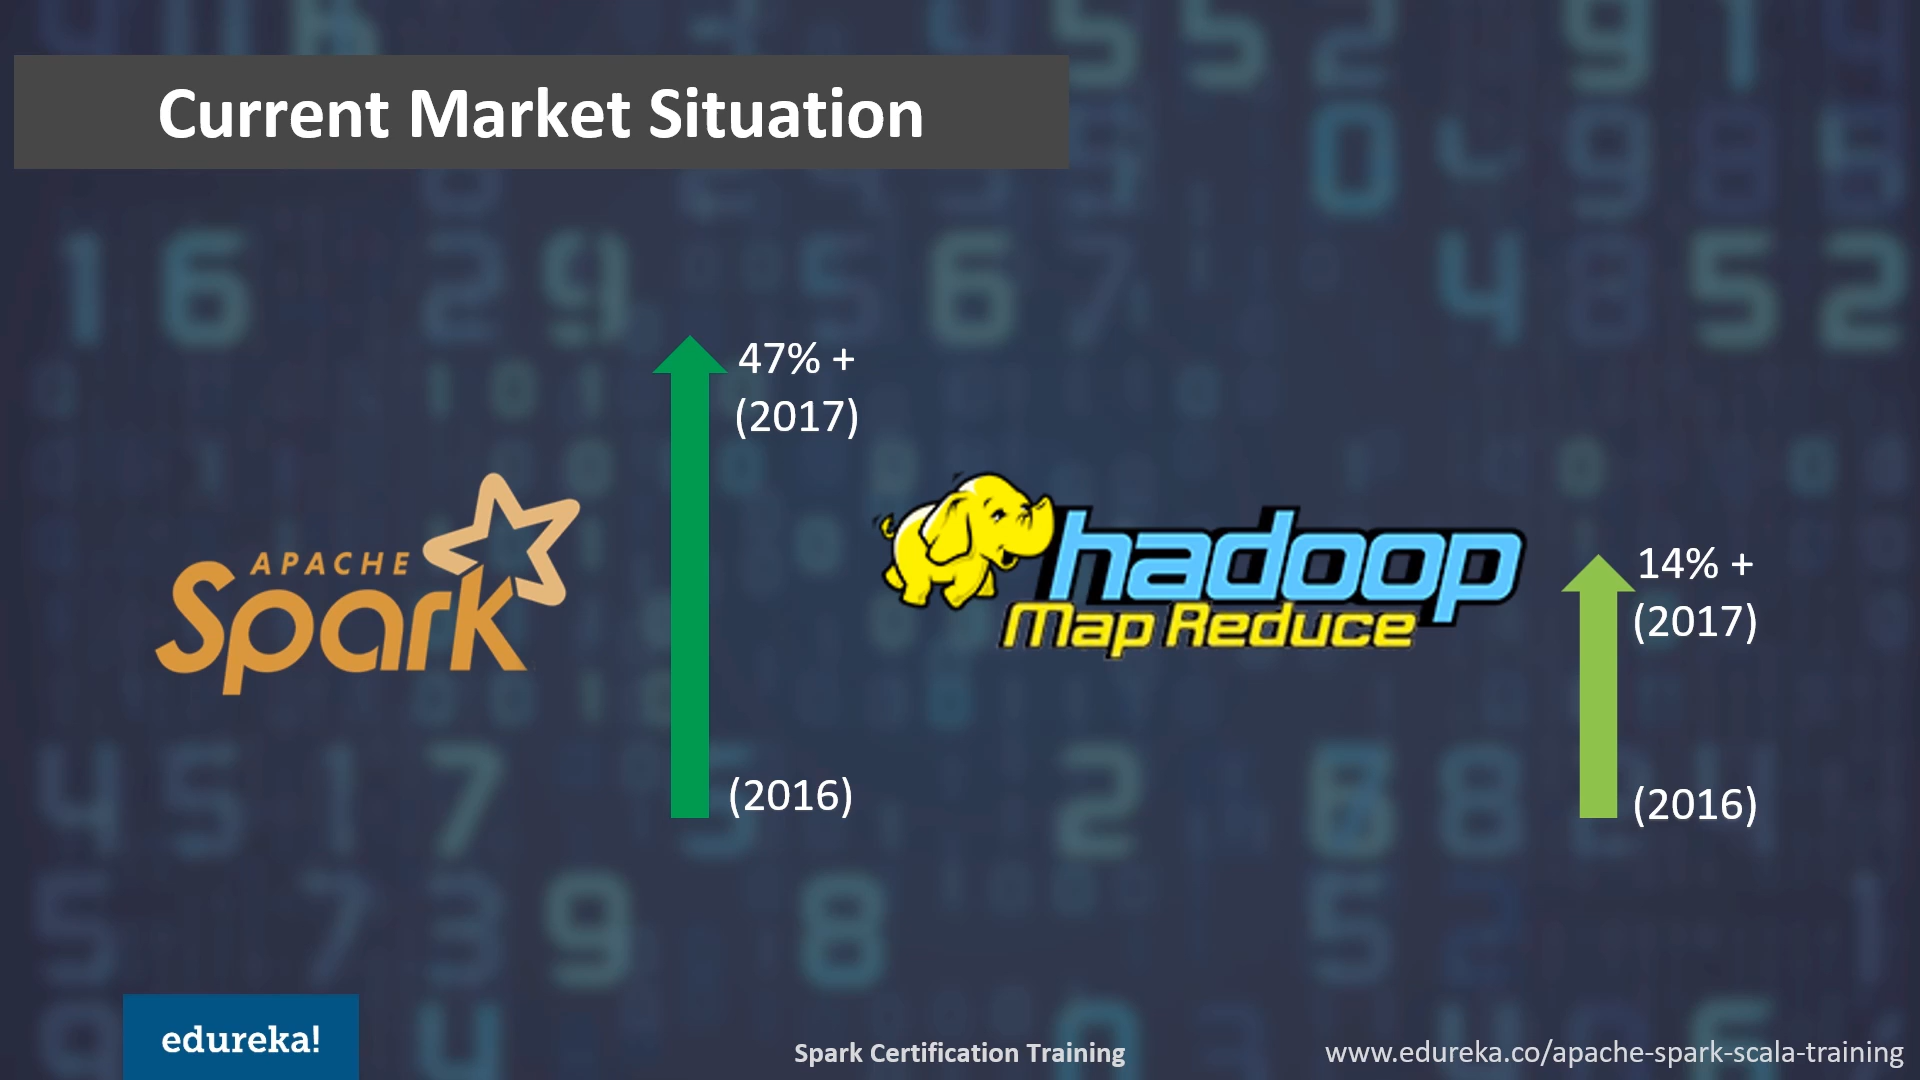 Current Market Situation
47% +
(2017)
APACHE
Spark
(2016)
hadoop
Map Reduce
14% +
(2017)
(2016)
edureka!
Spark Certification Training
www.edureka.co/apache-spark-scala-training